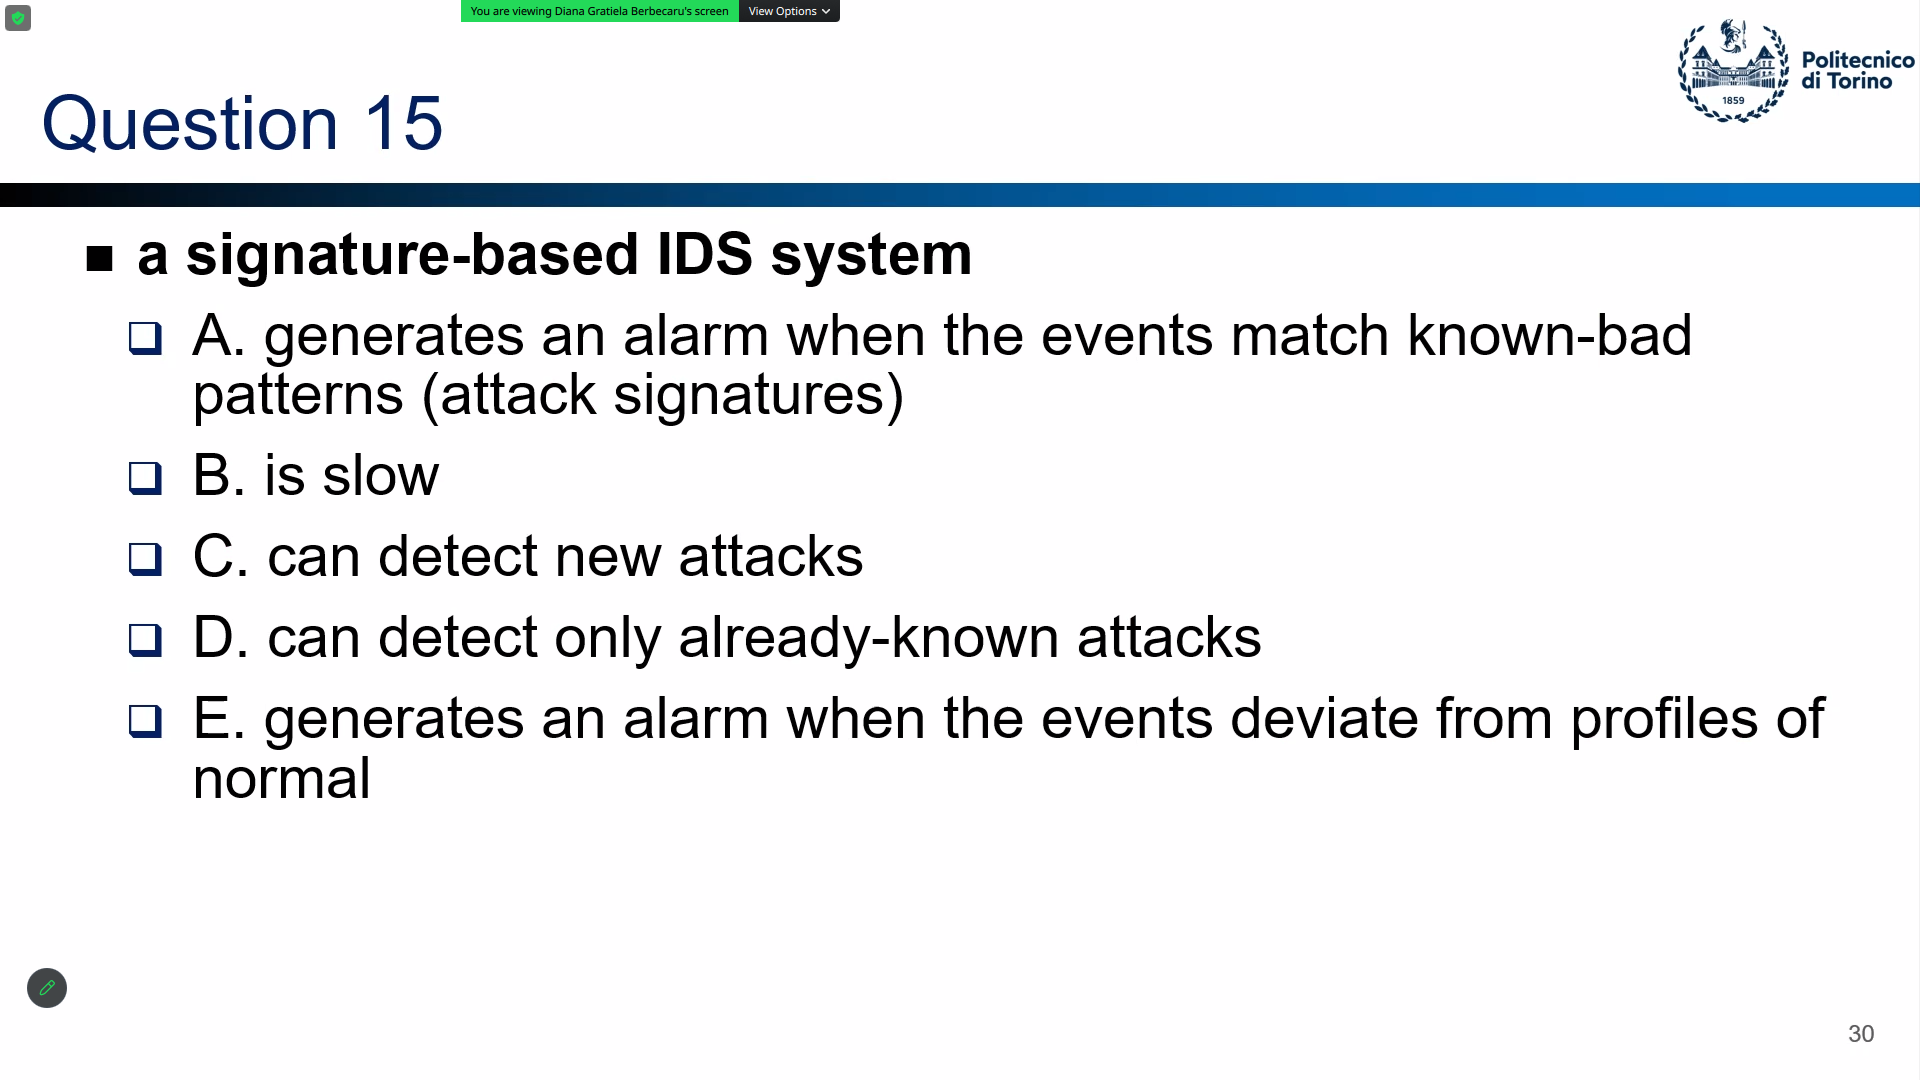 You are viewing Diana Gratiela Berbecaru's screen
View Options
Politecnico
di Torino
1859
Question 15
a signature-based IDS system
A. generates an alarm when the events match known-bad
patterns (attack signatures)
B. is slow
C. can detect new attacks
D. can detect only already-known attacks
E. generates an alarm when the events deviate from profiles of
normal
30